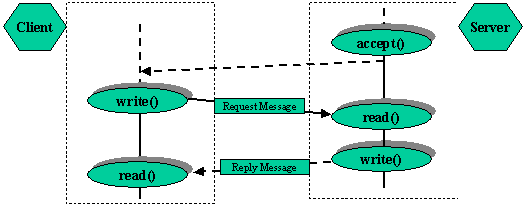 Client
Server
accept()
write()
Request Message
read()
write()
Reply Message
read()